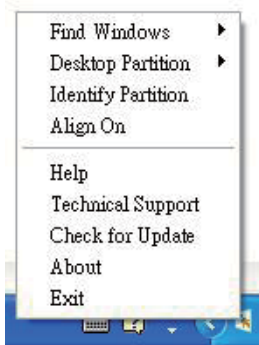 Find Windows
Desktop Partition
Identify Partition
Align On
Help
Technical Support
Check for Update
About
Exit